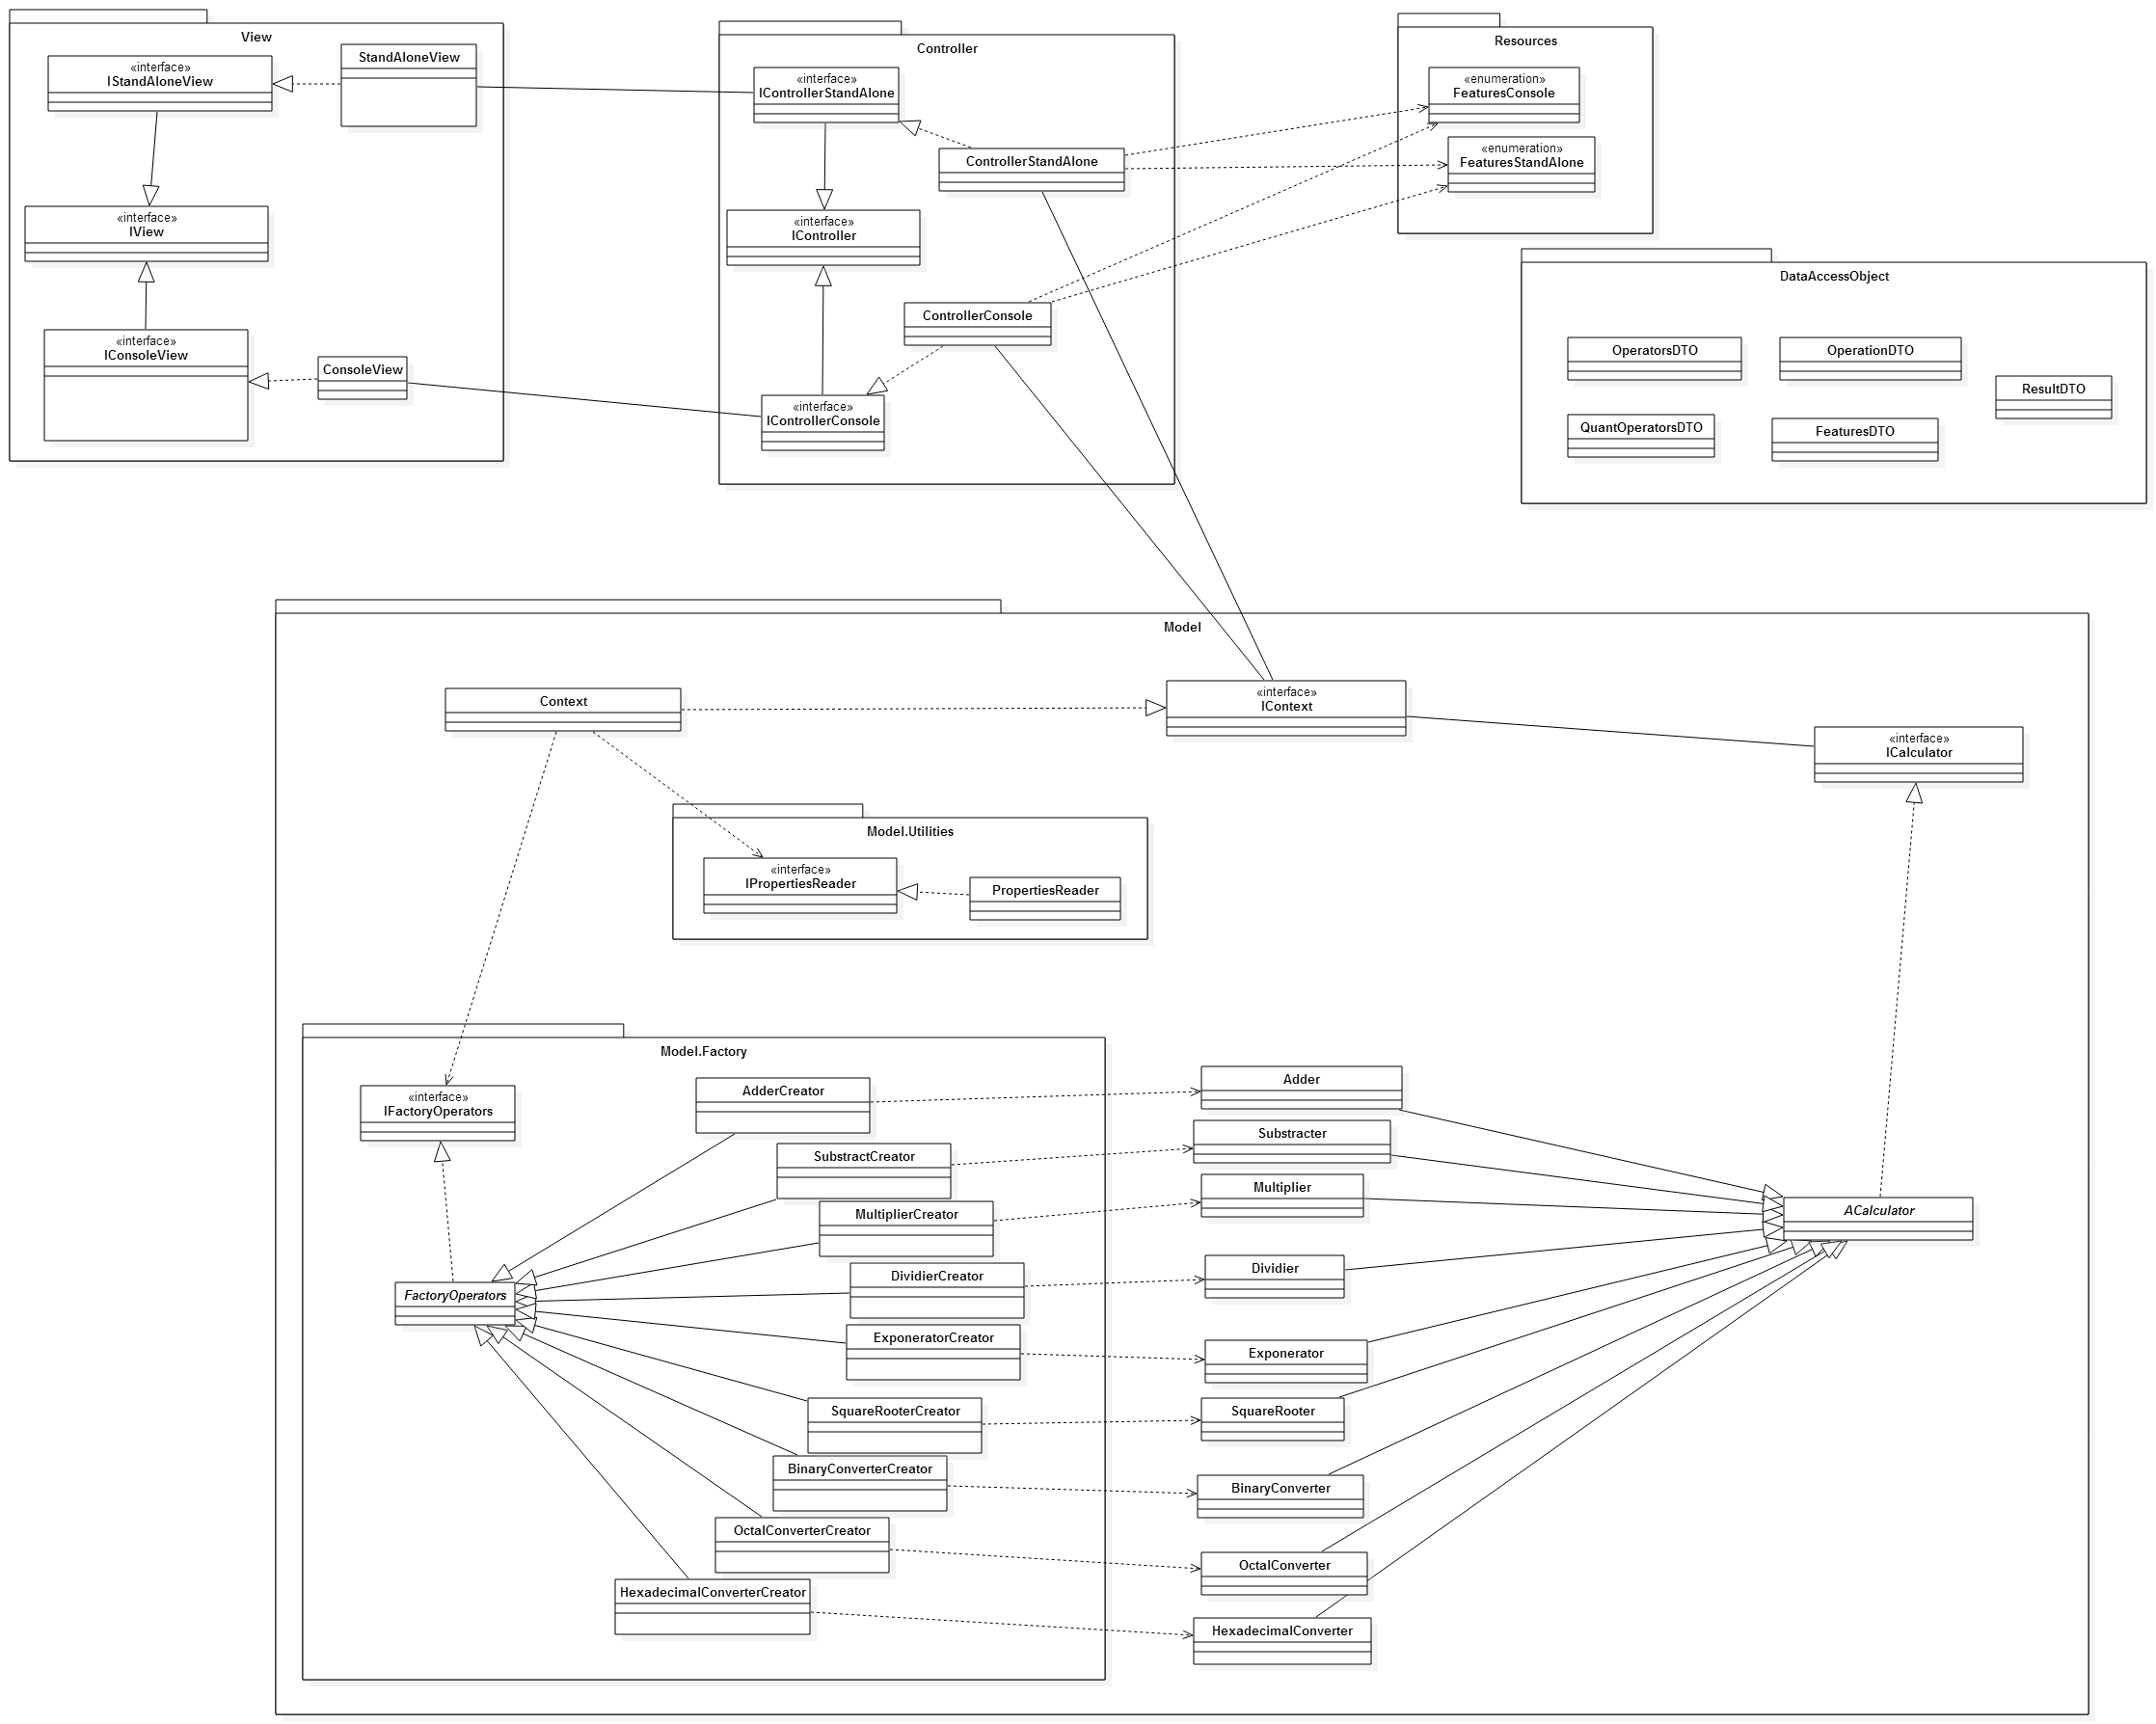 View
«interface»
IStandAloneView
StandAloneView
«interface»
IView
«interface»
IConsoleView
ConsoleView
Controller
«interface»
IControllerStandAlone
ControllerStandAlone
«interface»
IController
ControllerConsole
«interface»
IControllerConsole
Resources
«enumeration»
FeaturesConsole
«enumeration»
FeaturesStandAlone
DataAccessObject
OperatorsDTO
OperationDTO
ResultDTO
QuantOperatorsDTO
FeaturesDTO
Model
Context
«interface»
IContext
«interface»
ICalculator
Model.Utilities
«interface»
IPropertiesReader
PropertiesReader
Model.Factory
«interface»
IFactoryOperators
AdderCreator
SubstractCreator
MultiplierCreator
FactoryOperators
DividierCreator
ExponeratorCreator
SquareRooterCreator
BinaryConverterCreator
OctalConverterCreator
HexadecimalConverterCreator
Adder
Substracter
Multiplier
ACalculator
Dividier
Exponerator
SquareRooter
BinaryConverter
OctalConverter
HexadecimalConverter